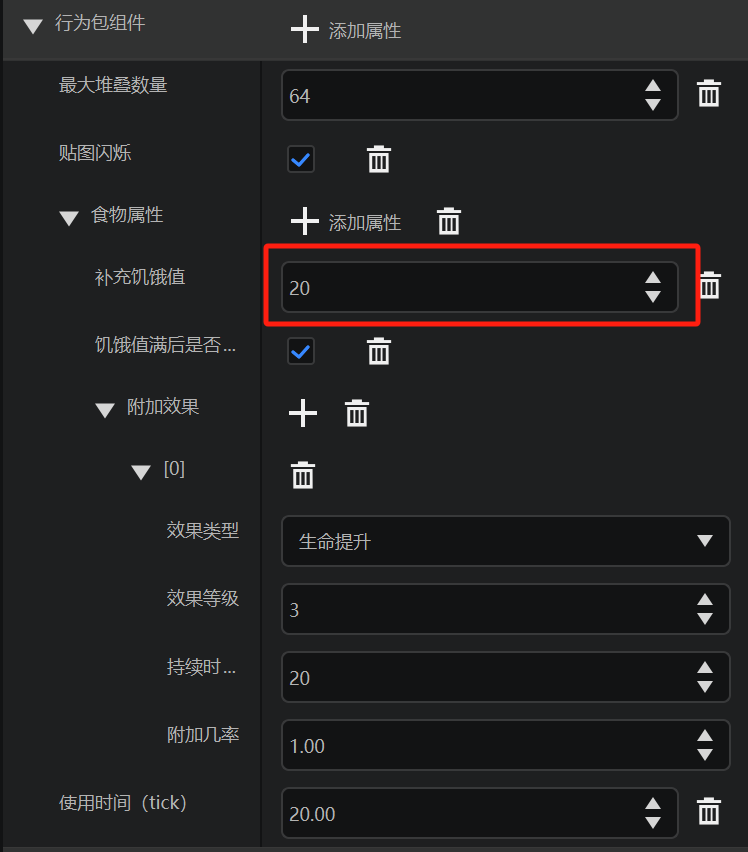 行为包组件
添加属性
最大堆叠数量
64
贴图闪烁
食物属性
添加属性
补充饥饿值
20
饥饿值满后是否...
附加效果
[0]
效果类型
生命提升
效果等级
3
持续时...
20
附加几率
1.00
使用时间（tick）
20.00